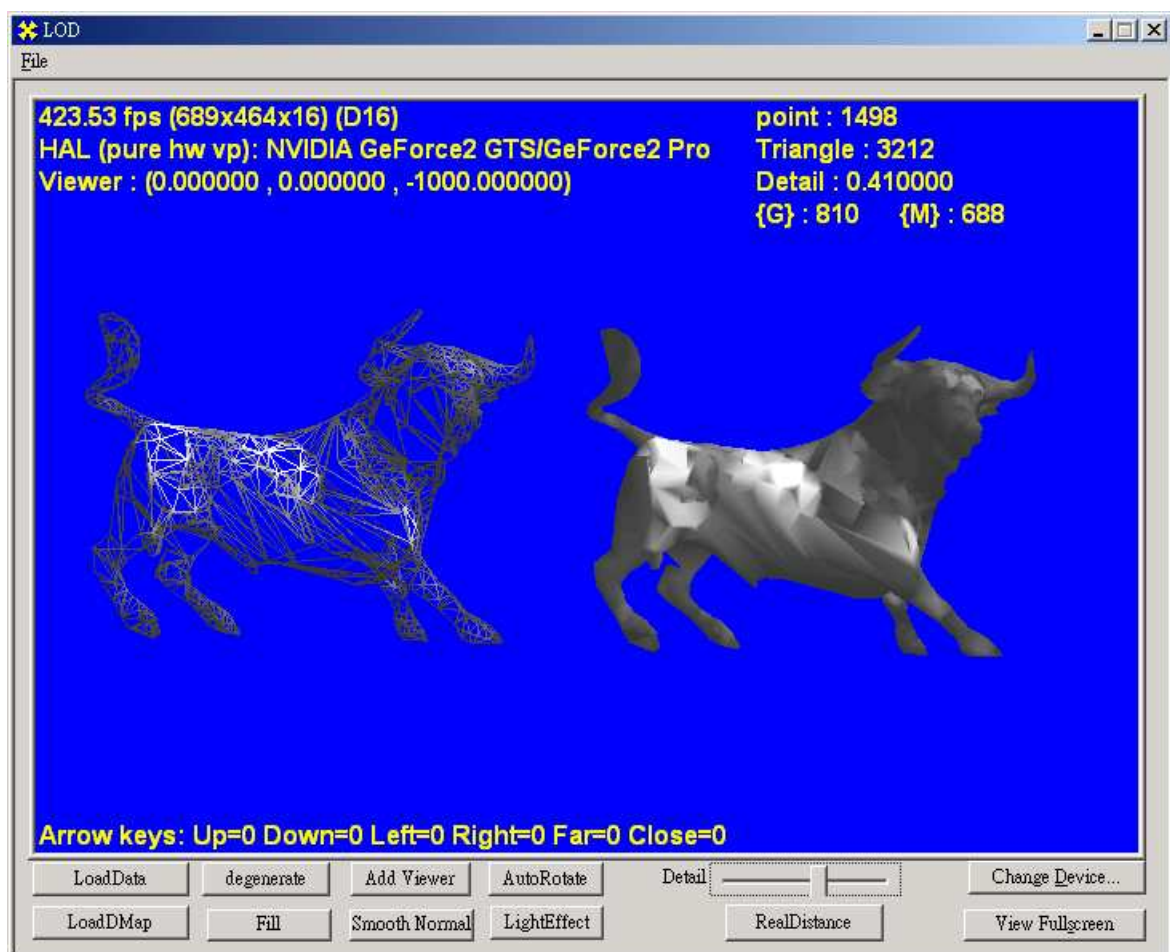 LOD
File
423.53 fps (689x464x16) (D16)
HAL (pure hw vp): NVIDIA GeForce2 GTS/GeForce2 Pro
Viewer : (0.000000 , 0.000000 , -1000.000000)
point : 1498
Triangle : 3212
Detail : 0.410000
{G} : 810 {M} : 688
Arrow keys: Up=0 Down=0 Left=0 Right=0 Far=0 Close=0
LoadData degenerate Add Viewer AutoRotate Detail Change Device...
LoadDMap Fill Smooth Normal LightEffect RealDistance View Fullscreen